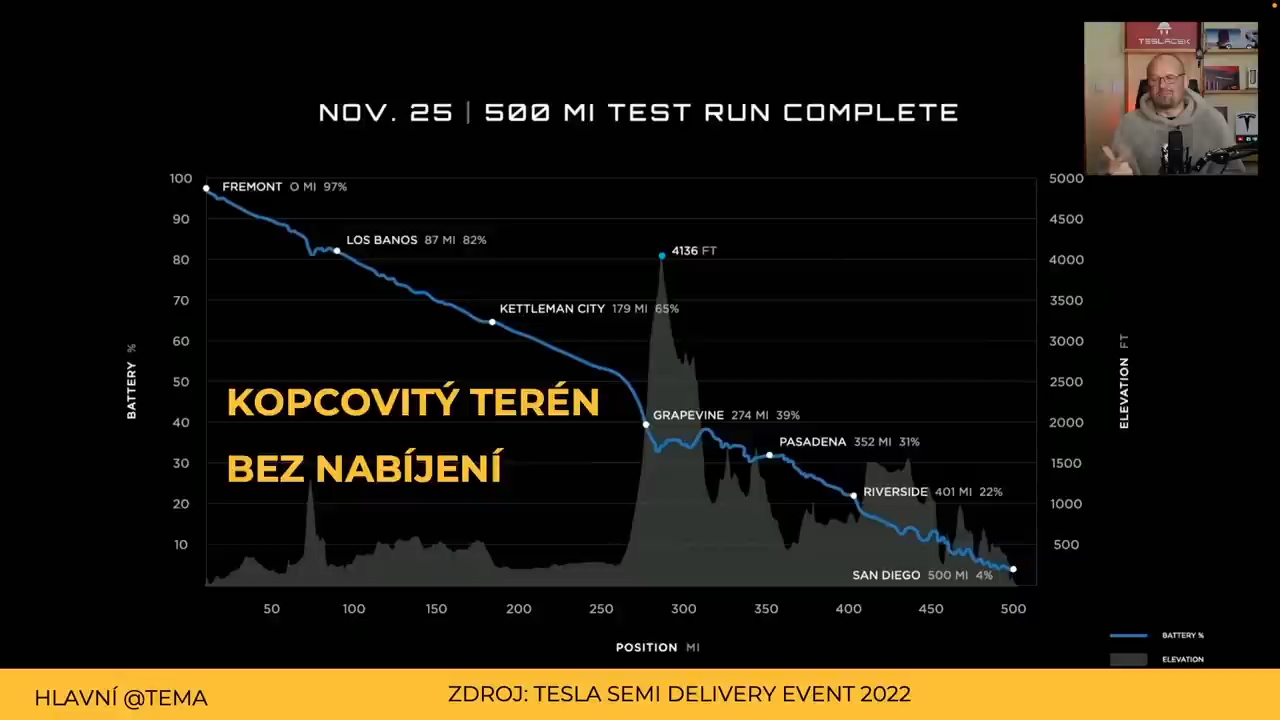 TESLACEK
NOV. 25 | 500 MI TEST RUN COMPLETE
100
90
80
70
60
50
40
30
20
10
BATTERY %
5000
4500
4000
3500
3000
2500
2000
1500
1000
500
ELEVATION FT
FREMONT 0 MI 97%
LOS BANOS 87 MI 82%
4136 FT
KETTLEMAN CITY 179 MI 65%
KOPCOVITÝ TERÉN
GRAPEVINE 274 MI 39%
PASADENA 352 MI 31%
BEZ NABÍJENÍ
RIVERSIDE 401 MI 22%
SAN DIEGO 500 MI 4%
50 100 150 200 250 300 350 400 450 500
POSITION MI
BATTERY %
ELEVATION
HLAVNÍ @TEMA
ZDROJ: TESLA SEMI DELIVERY EVENT 2022